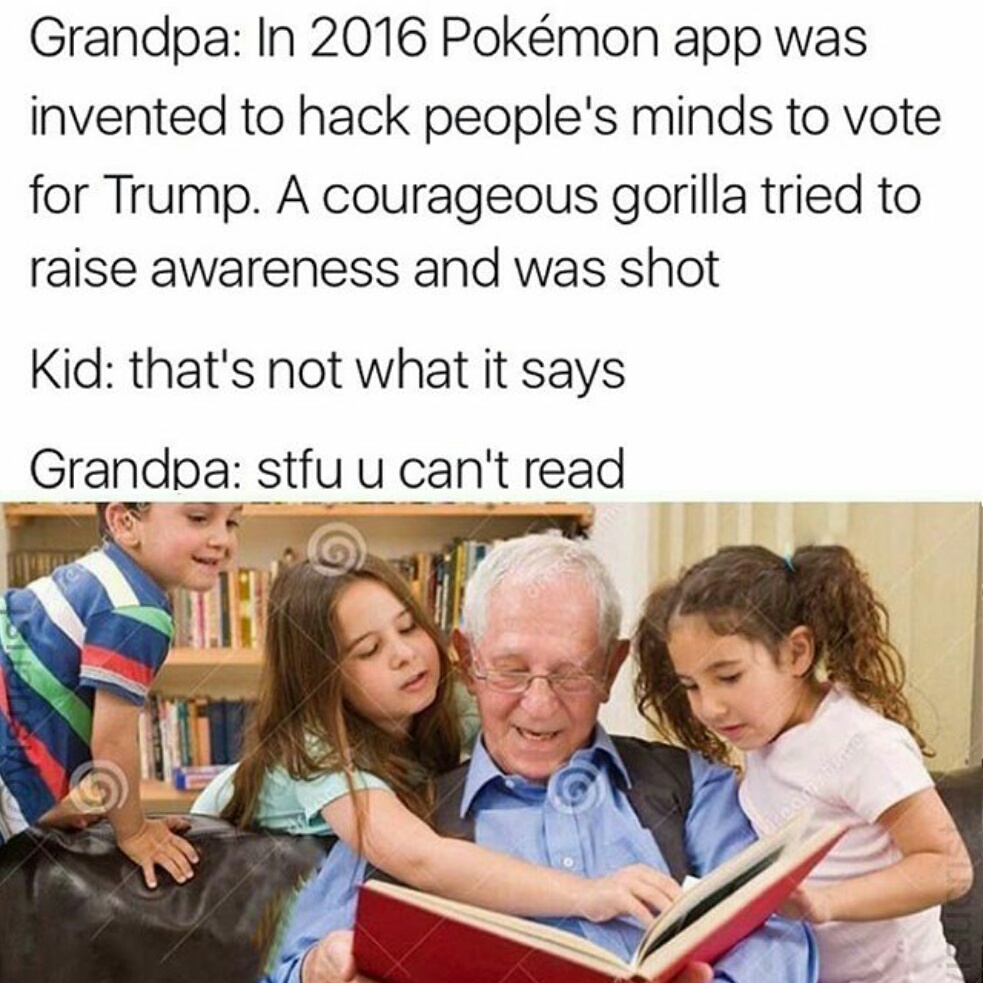 Grandpa: In 2016 Pokémon app was
invented to hack people's minds to vote
for Trump. A courageous gorilla tried to
raise awareness and was shot
Kid: that's not what it says
Grandpa: stfu u can't read